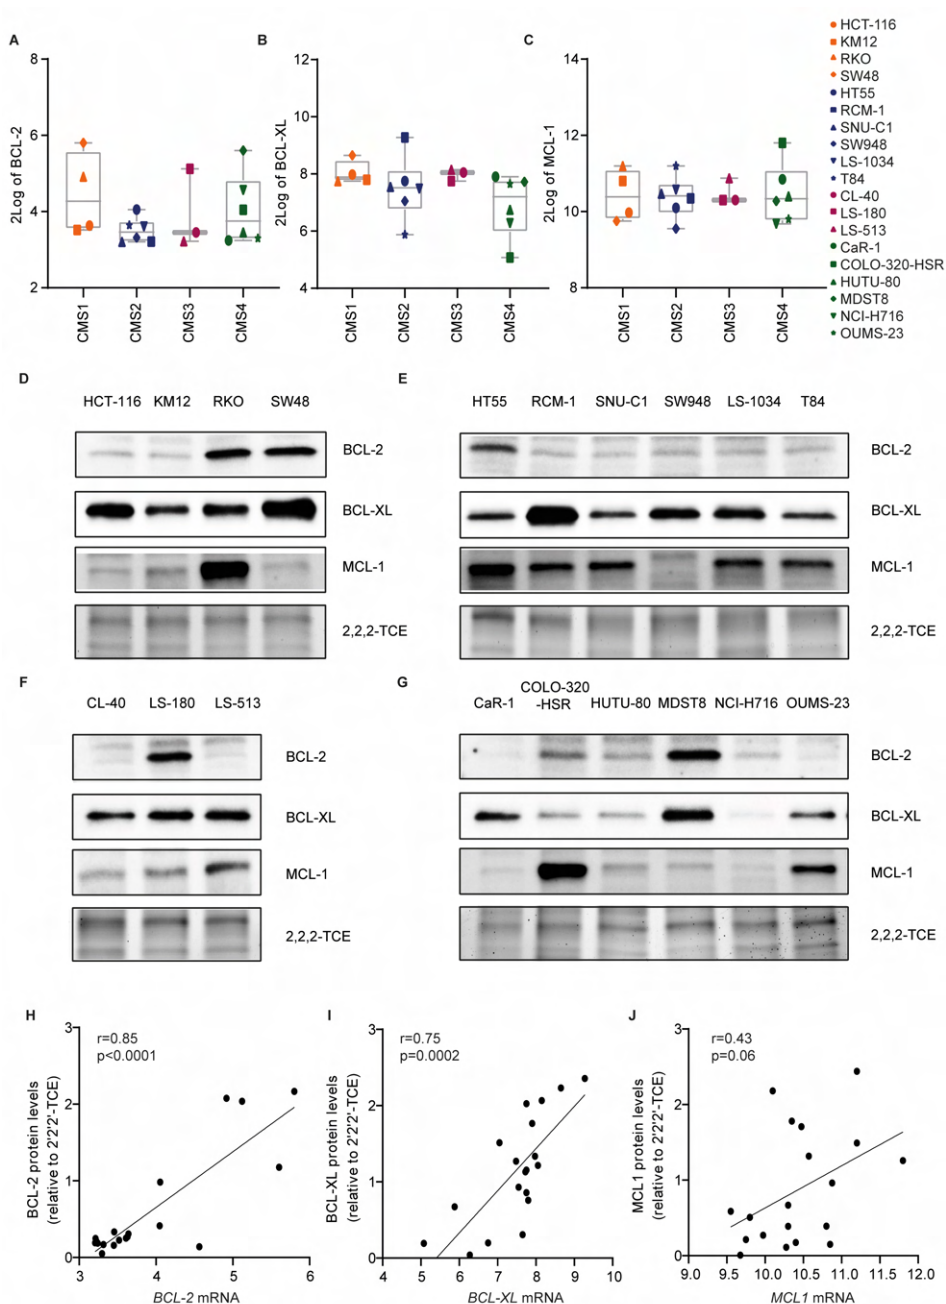 A
2Log of BCL-2
8
6
4
2
CMS1
CMS2
CMS3
CMS4
B
2Log of BCL-XL
12
10
8
6
4
CMS1
CMS2
CMS3
CMS4
C
2Log of MCL-1
14
12
10
8
CMS1
CMS2
CMS3
CMS4
HCT-116
KM12
RKO
SW48
HT55
RCM-1
SNU-C1
SW948
LS-1034
T84
CL-40
LS-180
LS-513
CaR-1
COLO-320-HSR
HUTU-80
MDST8
NCI-H716
OUMS-23
D
HCT-116 KM12 RKO SW48
BCL-2
BCL-XL
MCL-1
2,2,2-TCE
E
HT55 RCM-1 SNU-C1 SW948 LS-1034 T84
BCL-2
BCL-XL
MCL-1
2,2,2-TCE
F
CL-40 LS-180 LS-513
BCL-2
BCL-XL
MCL-1
2,2,2-TCE
G
CaR-1 COLO-320 -HSR HUTU-80 MDST8 NCI-H716 OUMS-23
BCL-2
BCL-XL
MCL-1
2,2,2-TCE
H
r=0.85
p<0.0001
BCL-2 protein levels
(relative to 2'2'2'-TCE)
3
2
1
0
3 4 5 6
BCL-2 mRNA
I
r=0.75
p=0.0002
BCL-XL protein levels
(relative to 2'2'2'-TCE)
3
2
1
0
4 5 6 7 8 9 10
BCL-XL mRNA
J
r=0.43
p=0.06
MCL1 protein levels
(relative to 2'2'2'-TCE)
3
2
1
0
9.0 9.5 10.0 10.5 11.0 11.5 12.0
MCL1 mRNA